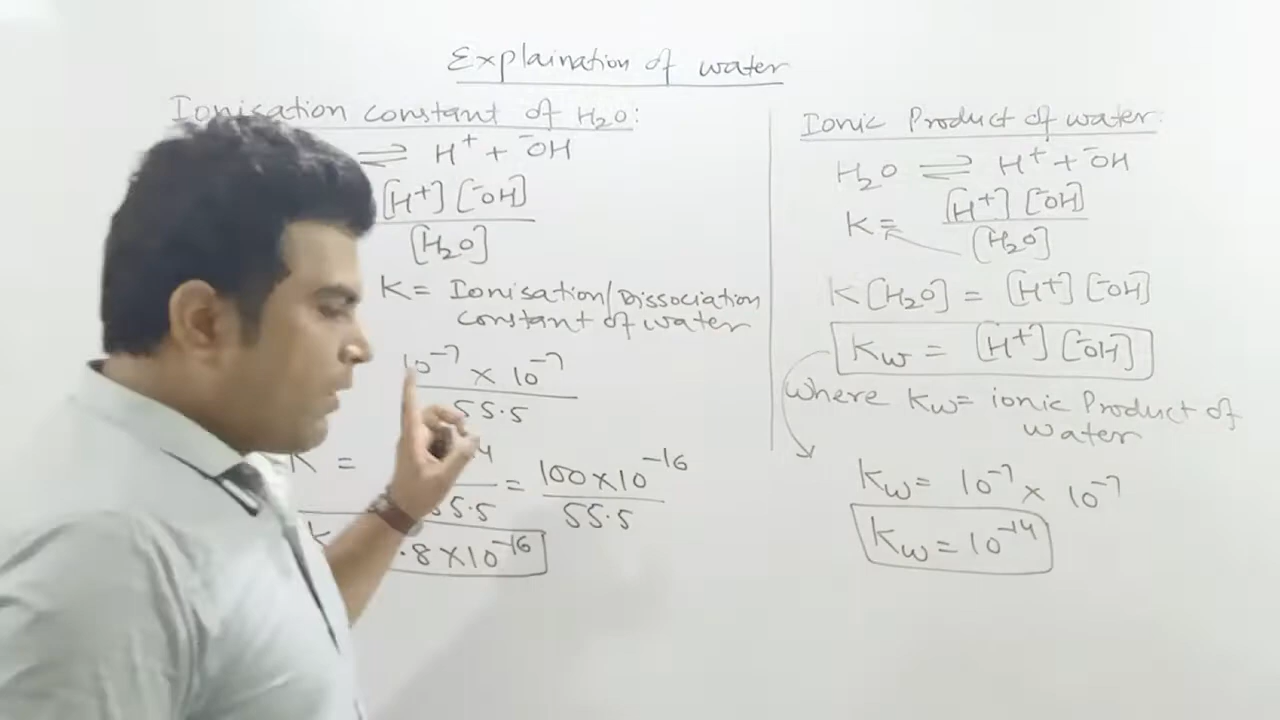 Explaination of water
Ionisation constant of H₂O:
⇌ H⁺ + ⁻OH
[H⁺] [⁻OH]
[H₂O]
K = Ionisation/Dissociation
constant of water
10⁻⁷ × 10⁻⁷
55.5
K = = 100×10⁻¹⁶
55.5 55.5
.8×10⁻¹⁶
Ionic Product of water:
H₂O ⇌ H⁺ + ⁻OH
K = [H⁺] [⁻OH]
[H₂O]
K [H₂O] = [H⁺] [⁻OH]
Kw = [H⁺] [⁻OH]
where Kw = ionic Product of
water
Kw = 10⁻⁷ × 10⁻⁷
Kw = 10⁻¹⁴